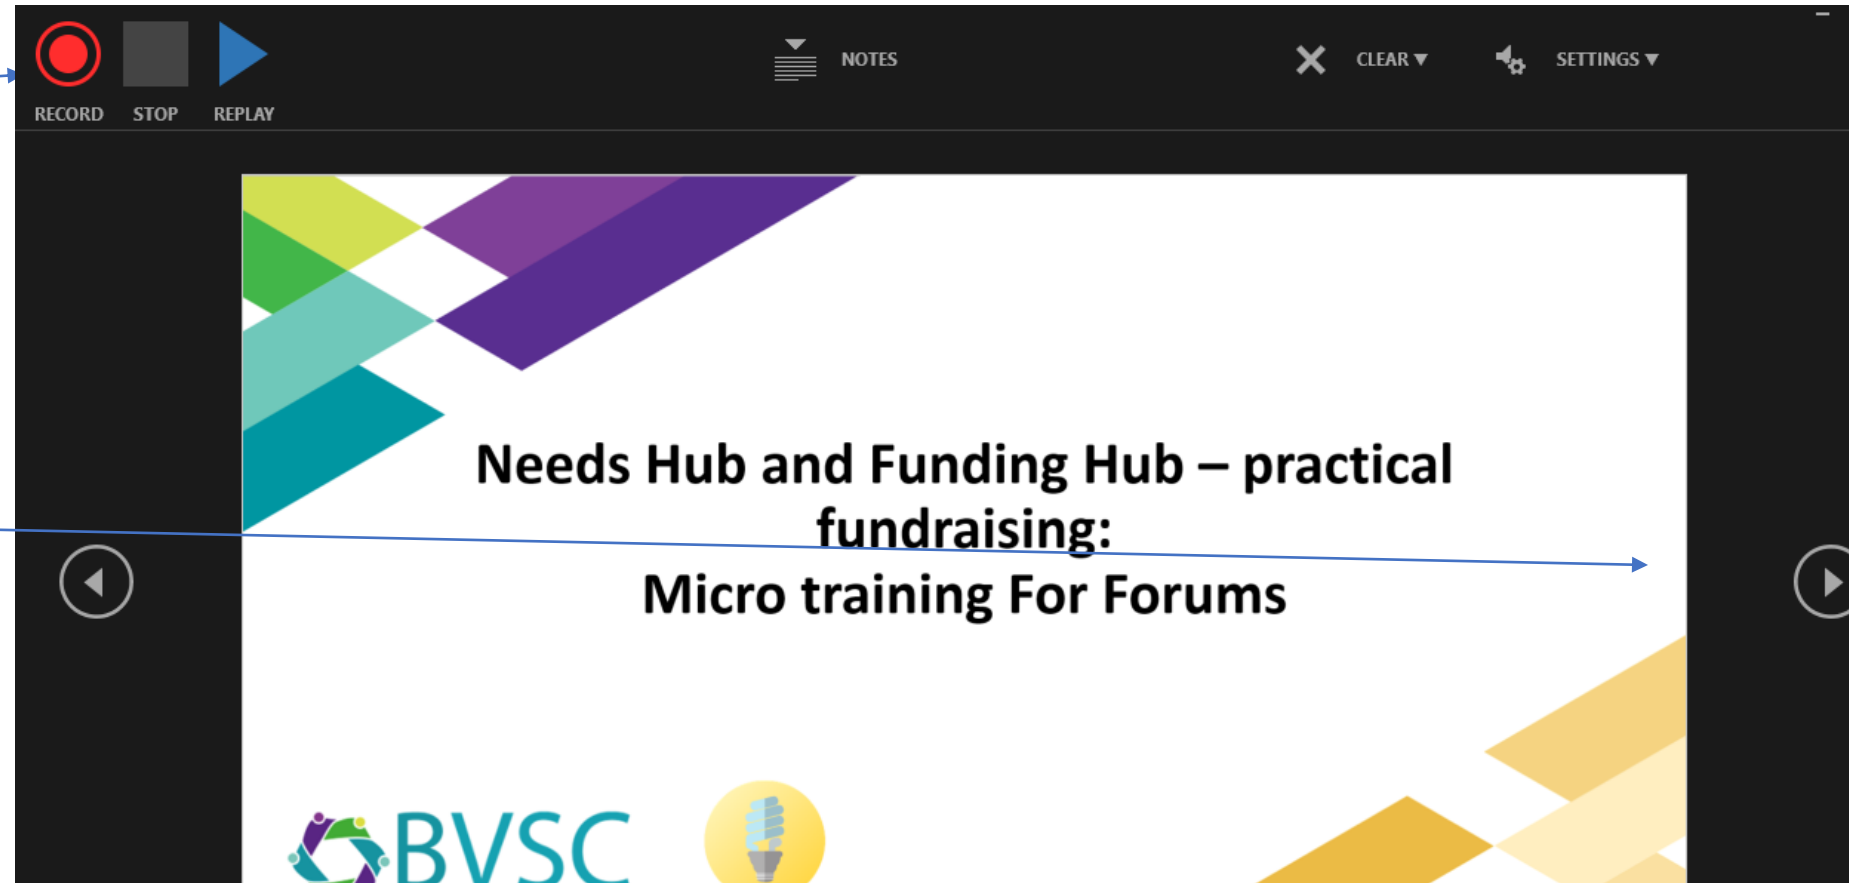 NOTES
CLEAR
SETTINGS
RECORD STOP REPLAY
Needs Hub and Funding Hub – practical
fundraising:
Micro training For Forums
BVSC